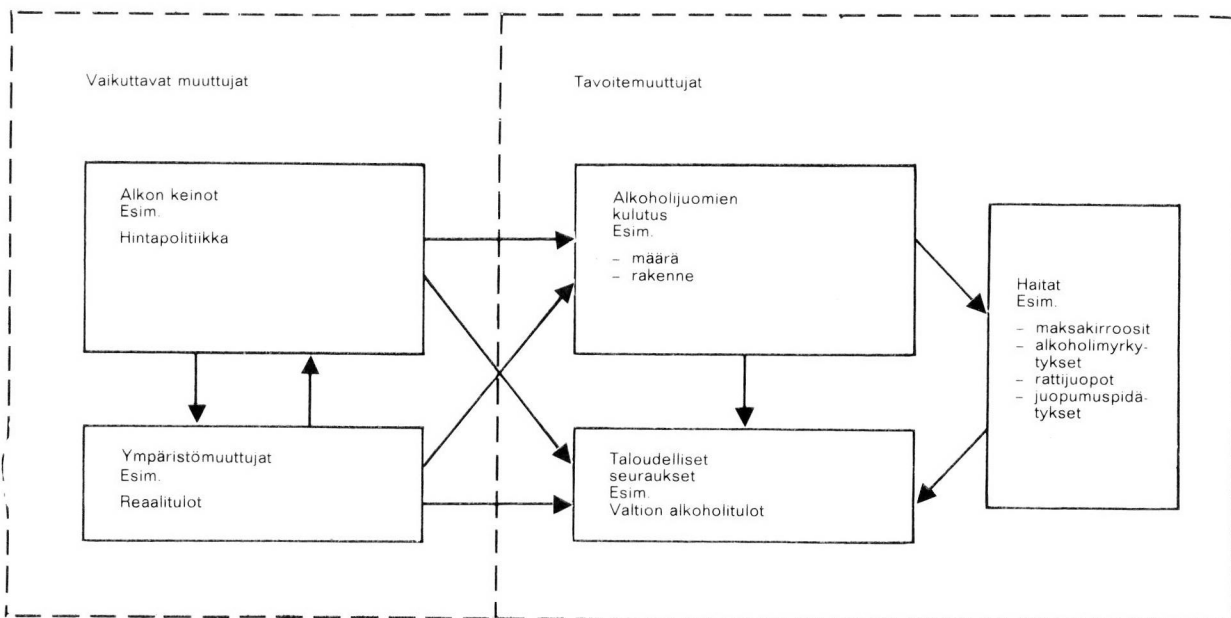 Vaikuttavat muuttujat
Tavoitemuuttujat
Alkon keinot
Esim.
Hintapolitiikka
Alkoholijuomien
kulutus
Esim.
– määrä
– rakenne
Haitat
Esim.
– maksakirroosit
– alkoholimyrky-
tykset
– rattijuopot
– juopumuspidä-
tykset
Ympäristömuuttujat
Esim.
Reaalitulot
Taloudelliset
seuraukset
Esim.
Valtion alkoholitulot